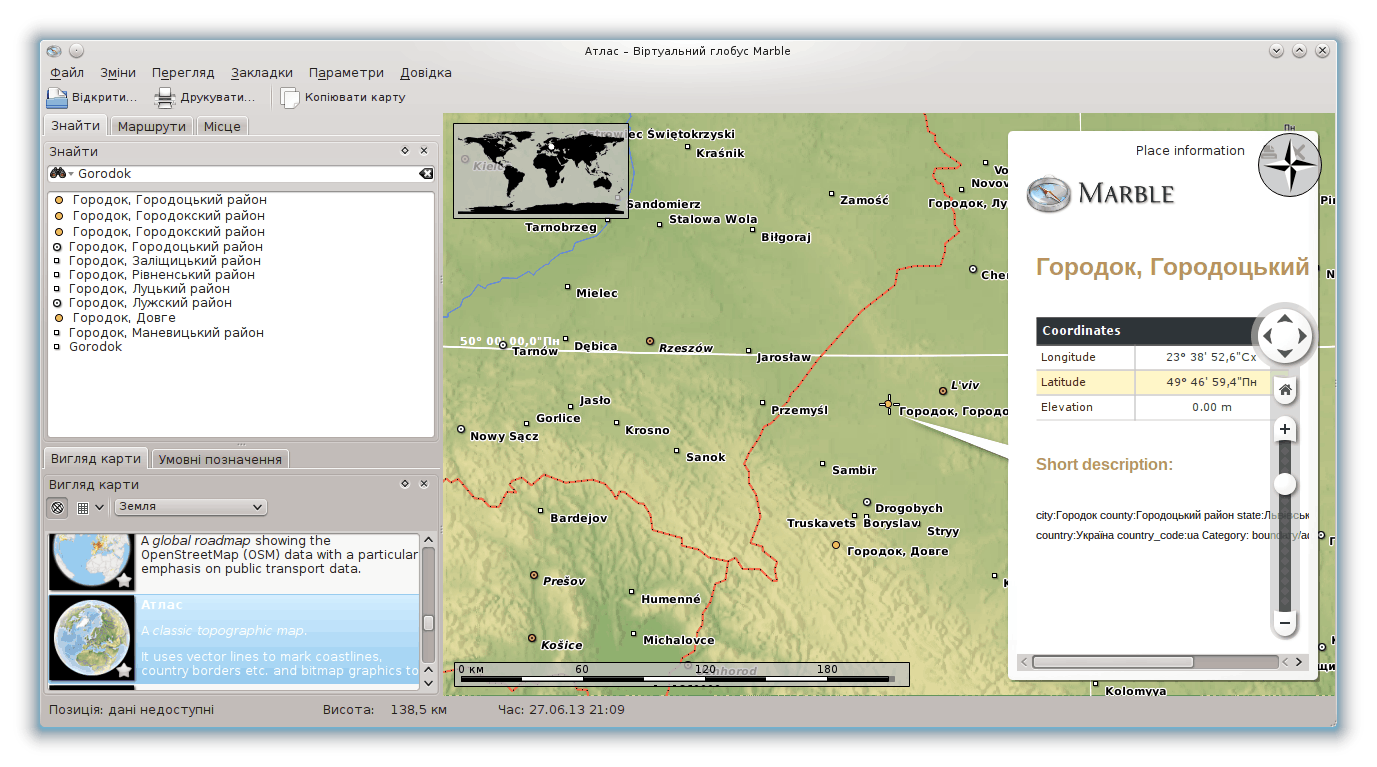 Атлас – Віртуальний глобус Marble
Файл Зміни Перегляд Закладки Параметри Довідка
Відкрити... Друкувати... Копіювати карту
Знайти Маршрути Місце
Знайти
Gorodok
Городок, Городоцький район
Городок, Городокский район
Городок, Городокский район
Городок, Городоцький район
Городок, Заліщицький район
Городок, Рівненський район
Городок, Луцький район
Городок, Лужский район
Городок, Довге
Городок, Маневицький район
Gorodok
Вигляд карти Умовні позначення
Вигляд карти
Земля
A global roadmap showing the
OpenStreetMap (OSM) data with a particular
emphasis on public transport data.
Атлас
A classic topographic map.
It uses vector lines to mark coastlines,
country borders etc. and bitmap graphics to
Ostrowiec Świętokrzyski
Kraśnik
Sandomierz
Stalowa Wola
Zamość
Городок, Лу
Tarnobrzeg
Biłgoraj
Mielec
50° 00' 00,0"Пн
Tarnów
Dębica
Rzeszów
Jarosław
L'viv
Jasło
Gorlice
Krosno
Przemyśl
Городок, Городо
Nowy Sącz
Sanok
Sambir
Drogobych
Bardejov
Truskavets
Boryslav
Stryy
Городок, Довге
Prešov
Humenné
Košice
Michalovce
0 км 60 120 180
Kolomyya
Пн
Place information
MARBLE
Городок, Городоцький
Coordinates
Longitude 23° 38' 52,6"Сх
Latitude 49° 46' 59,4"Пн
Elevation 0.00 m
Short description:
city:Городок county:Городоцький район state:Львівськ
country:Україна country_code:ua Category: boundary/ad
Позиція: дані недоступні Висота: 138,5 км Час: 27.06.13 21:09